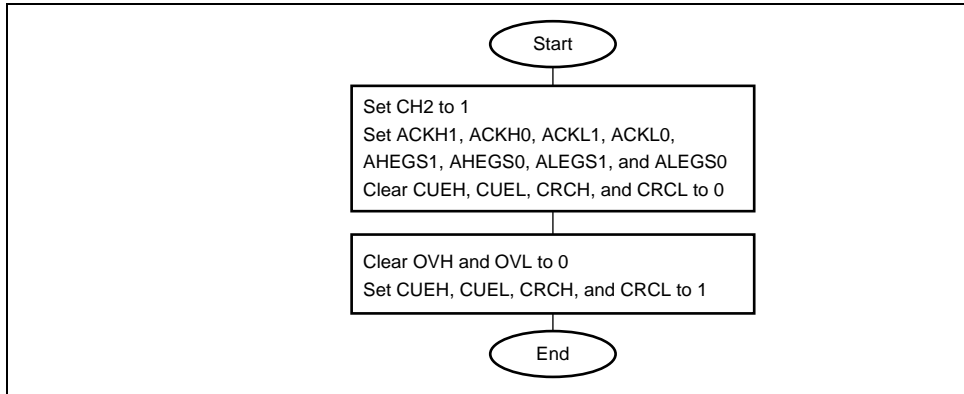 Start
Set CH2 to 1
Set ACKH1, ACKH0, ACKL1, ACKL0,
AHEGS1, AHEGS0, ALEGS1, and ALEGS0
Clear CUEH, CUEL, CRCH, and CRCL to 0
Clear OVH and OVL to 0
Set CUEH, CUEL, CRCH, and CRCL to 1
End